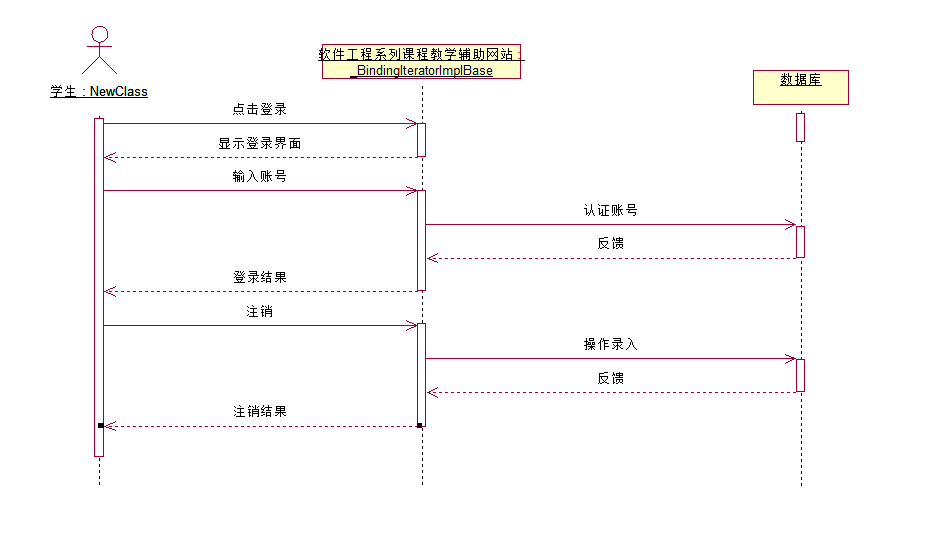 软件工程系列课程教学辅助网站 :
_BindingIteratorImplBase
数据库
学生 : NewClass
点击登录
显示登录界面
输入账号
认证账号
反馈
登录结果
注销
操作录入
反馈
注销结果